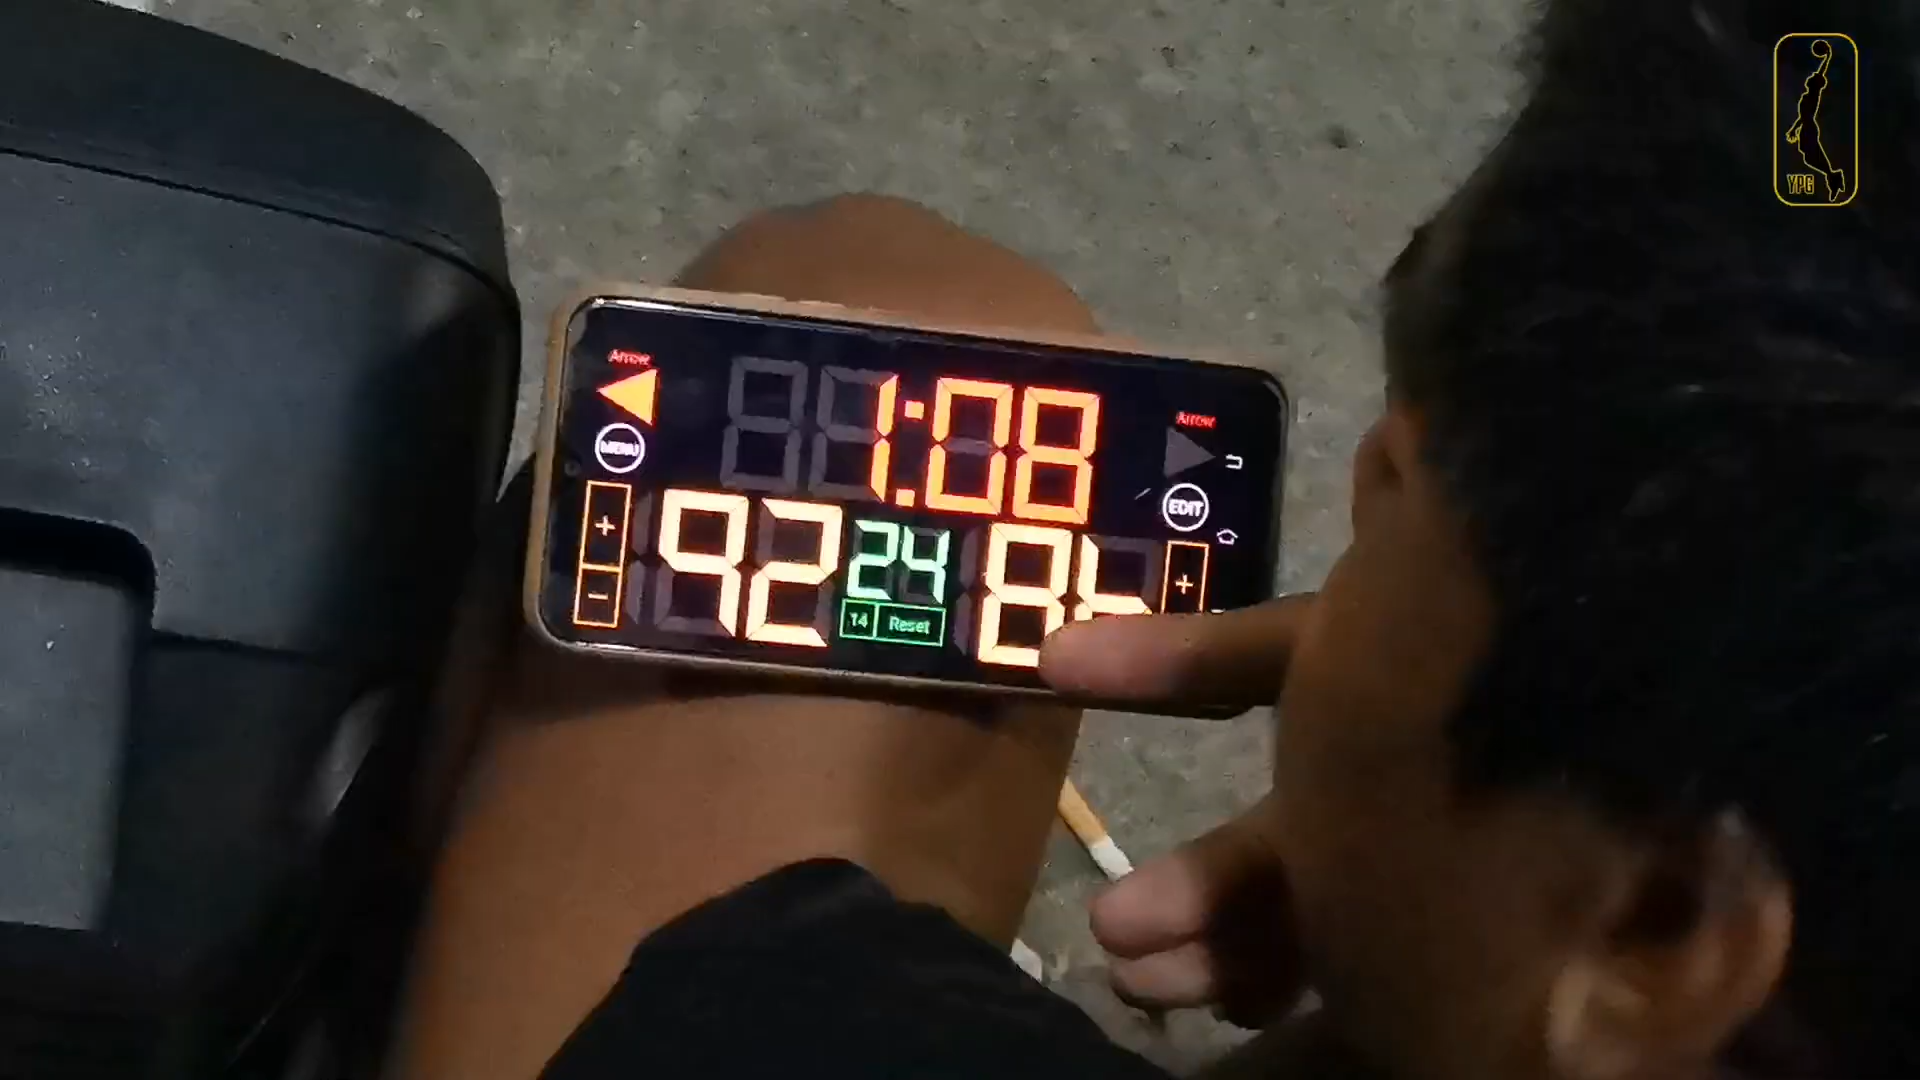 YPG
Arrow
1:08
Arrow
MENU
EDIT
+
92
24
+
-
14 Reset